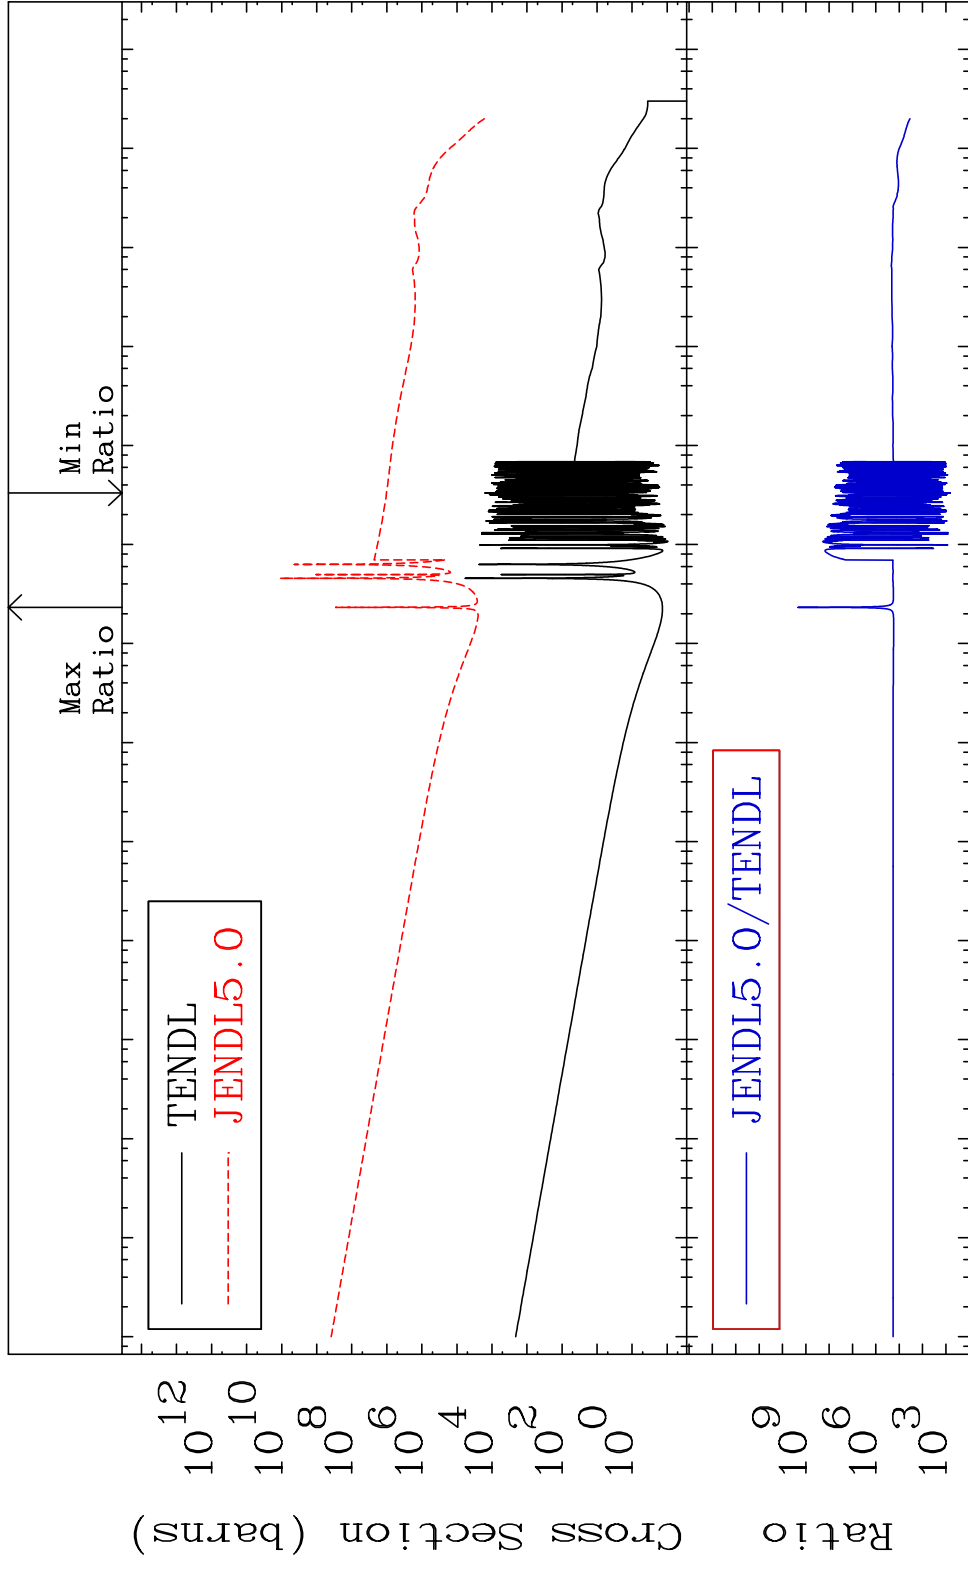 Max
Ratio
Min
Ratio
TENDL
JENDL5.0
JENDL5.0/TENDL
10 12
10 10
10 8
10 6
10 4
10 2
10 0
Cross Section (barns)
10 9
10 6
10 3
Ratio